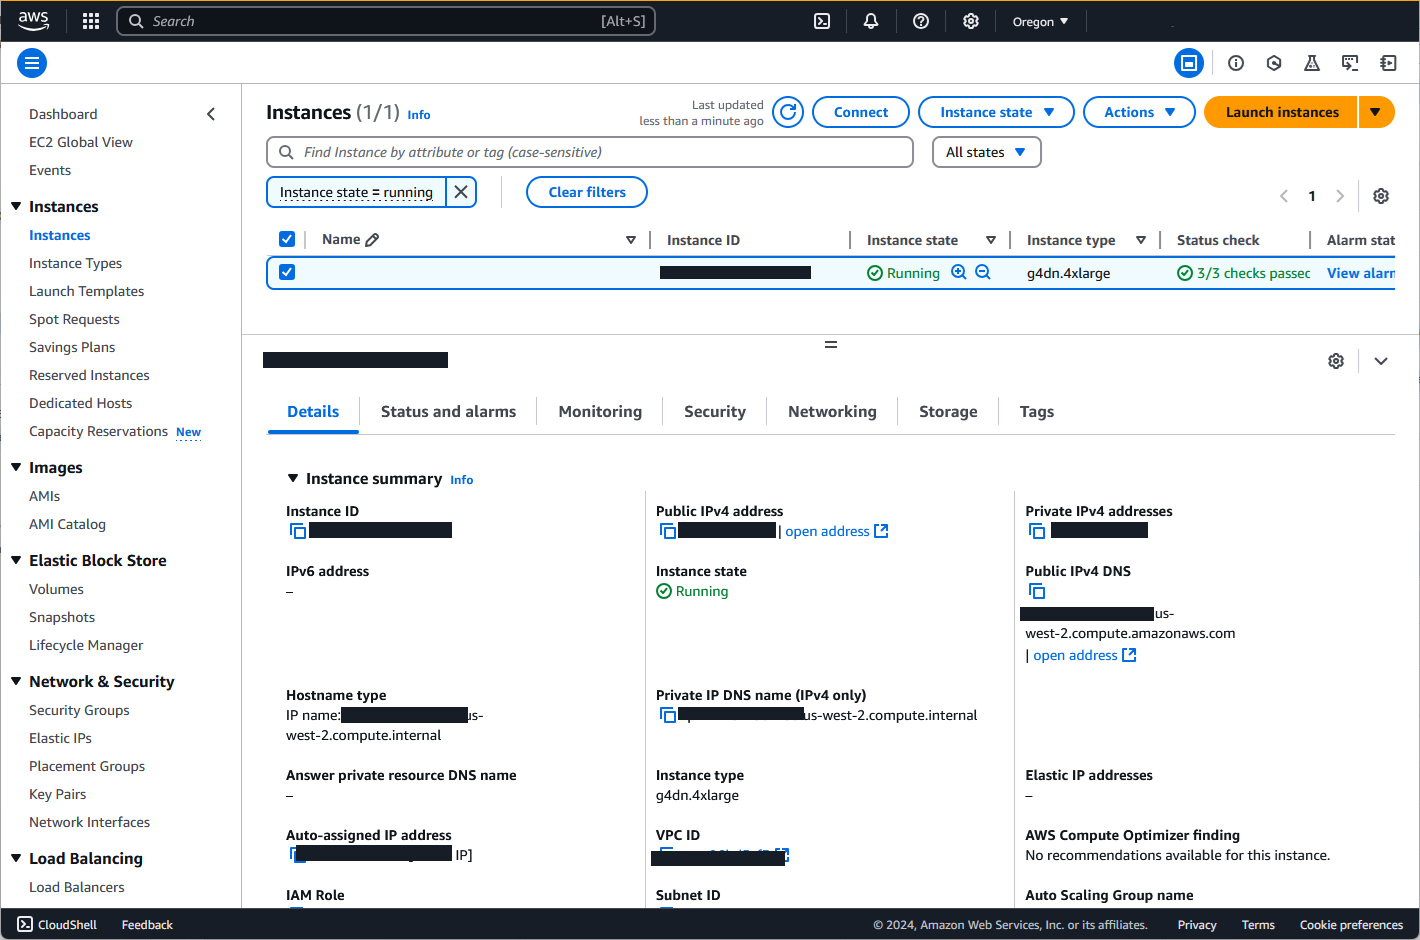 aws
Search
[Alt+S]
Oregon
Dashboard
EC2 Global View
Events
Instances
Instances
Instance Types
Launch Templates
Spot Requests
Savings Plans
Reserved Instances
Dedicated Hosts
Capacity Reservations New
Images
AMIs
AMI Catalog
Elastic Block Store
Volumes
Snapshots
Lifecycle Manager
Network & Security
Security Groups
Elastic IPs
Placement Groups
Key Pairs
Network Interfaces
Load Balancing
Load Balancers
Instances (1/1) Info
Last updated
less than a minute ago
Connect
Instance state
Actions
Launch instances
Find Instance by attribute or tag (case-sensitive)
All states
Instance state = running
Clear filters
1
Name
Instance ID
Instance state
Instance type
Status check
Alarm stat
Running
g4dn.4xlarge
3/3 checks passec
View alarn
Details
Status and alarms
Monitoring
Security
Networking
Storage
Tags
Instance summary Info
Instance ID
Public IPv4 address
| open address
Private IPv4 addresses
IPv6 address
–
Instance state
Running
Public IPv4 DNS
us-
west-2.compute.amazonaws.com
| open address
Hostname type
IP name: us-
west-2.compute.internal
Private IP DNS name (IPv4 only)
us-west-2.compute.internal
Answer private resource DNS name
–
Instance type
g4dn.4xlarge
Elastic IP addresses
–
Auto-assigned IP address
IP]
VPC ID
AWS Compute Optimizer finding
No recommendations available for this instance.
IAM Role
Subnet ID
Auto Scaling Group name
CloudShell
Feedback
© 2024, Amazon Web Services, Inc. or its affiliates.
Privacy
Terms
Cookie preferences